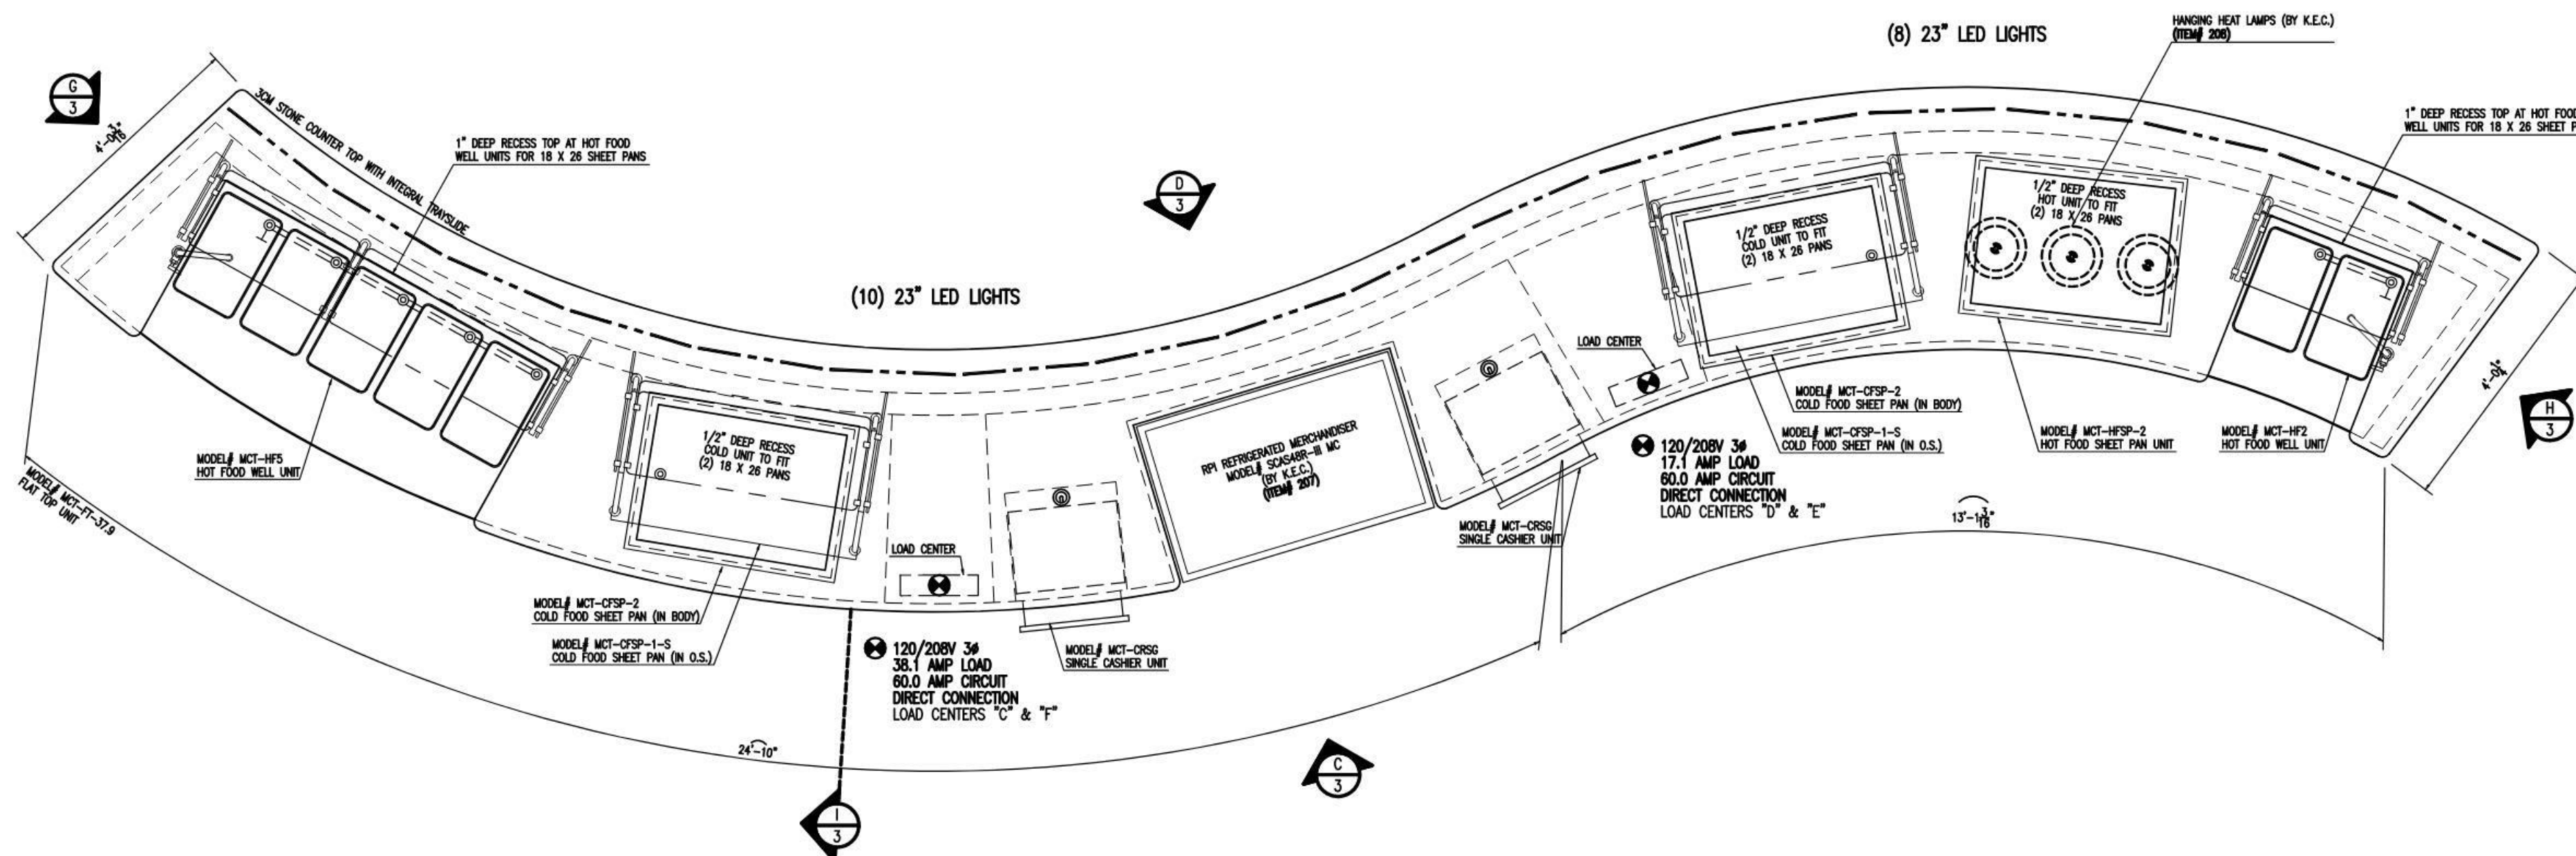 (8) 23" LED LIGHTS
HANGING HEAT LAMPS (BY K.E.C.)
(ITEM# 208)
G
3
4'-0 3/16"
3CM STONE COUNTER TOP WITH INTEGRAL TRAYSLIDE
1" DEEP RECESS TOP AT HOT FOOD
WELL UNITS FOR 18 X 26 SHEET PANS
D
3
1" DEEP RECESS TOP AT HOT FOOD
WELL UNITS FOR 18 X 26 SHEET
(10) 23" LED LIGHTS
1/2" DEEP RECESS
COLD UNIT TO FIT
(2) 18 X 26 PANS
1/2" DEEP RECESS
HOT UNIT TO FIT
(2) 18 X 26 PANS
LOAD CENTER
MODEL# MCT-CFSP-2
COLD FOOD SHEET PAN (IN BODY)
MODEL# MCT-CFSP-1-S
COLD FOOD SHEET PAN (IN O.S.)
MODEL# MCT-HFSP-2
HOT FOOD SHEET PAN UNIT
MODEL# MCT-HF2
HOT FOOD WELL UNIT
H
3
MODEL# MCT-HF5
HOT FOOD WELL UNIT
MODEL# MCT-FT-37.9
FLAT TOP UNIT
1/2" DEEP RECESS
COLD UNIT TO FIT
(2) 18 X 26 PANS
RPI REFRIGERATED MERCHANDISER
MODEL# SCAS48R-III MC
(BY K.E.C.)
(ITEM# 207)
120/208V 3ø
17.1 AMP LOAD
60.0 AMP CIRCUIT
DIRECT CONNECTION
LOAD CENTERS "D" & "E"
MODEL# MCT-CRSG
SINGLE CASHIER UNIT
13'-1 3/16"
LOAD CENTER
MODEL# MCT-CFSP-2
COLD FOOD SHEET PAN (IN BODY)
MODEL# MCT-CFSP-1-S
COLD FOOD SHEET PAN (IN O.S.)
120/208V 3ø
38.1 AMP LOAD
60.0 AMP CIRCUIT
DIRECT CONNECTION
LOAD CENTERS "C" & "F"
MODEL# MCT-CRSG
SINGLE CASHIER UNIT
24'-10"
C
3
I
3